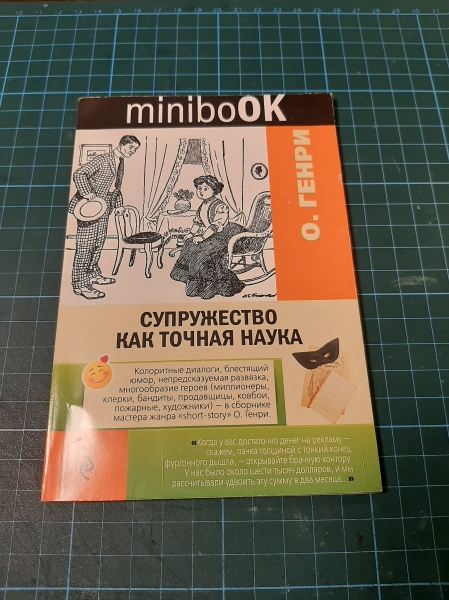 miniboOK
О. ГЕНРИ
СУПРУЖЕСТВО
КАК ТОЧНАЯ НАУКА
Колоритные диалоги, блестящий
юмор, непредсказуемая развязка,
многообразие героев (миллионеры,
клерки, бандиты, продавщицы, ковбои,
пожарные, художники) — в сборнике
мастера жанра «short-story» О. Генри.
«Когда у вас достаточно денег на рекламу —
скажем, пачка толщиной с тонкий конец
фургонного дышла, — открывайте брачную контору.
У нас было около шести тысяч долларов, и мы
рассчитывали удвоить эту сумму в два месяца...»